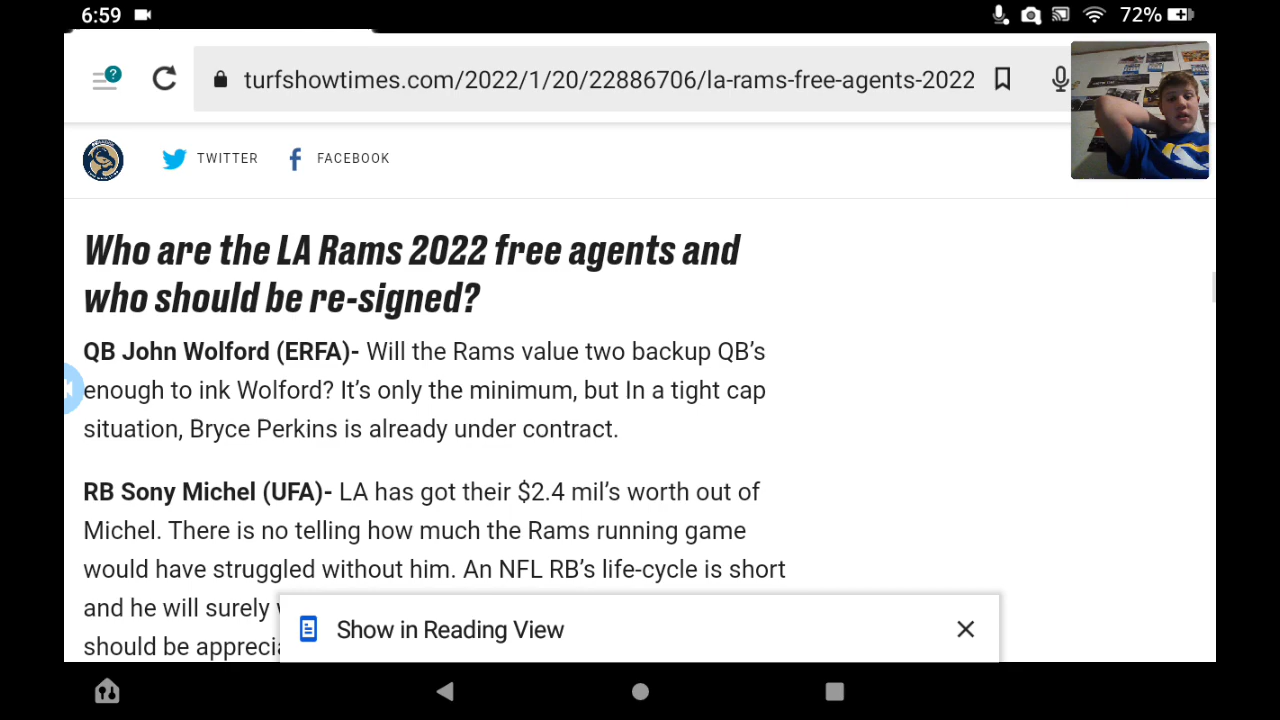 6:59
72%
turfshowtimes.com/2022/1/20/22886706/la-rams-free-agents-2022
TWITTER
FACEBOOK
Who are the LA Rams 2022 free agents and
who should be re-signed?
QB John Wolford (ERFA)- Will the Rams value two backup QB’s
enough to ink Wolford? It’s only the minimum, but In a tight cap
situation, Bryce Perkins is already under contract.
RB Sony Michel (UFA)- LA has got their $2.4 mil’s worth out of
Michel. There is no telling how much the Rams running game
would have struggled without him. An NFL RB’s life-cycle is short
and he will surely
should be
Show in Reading View